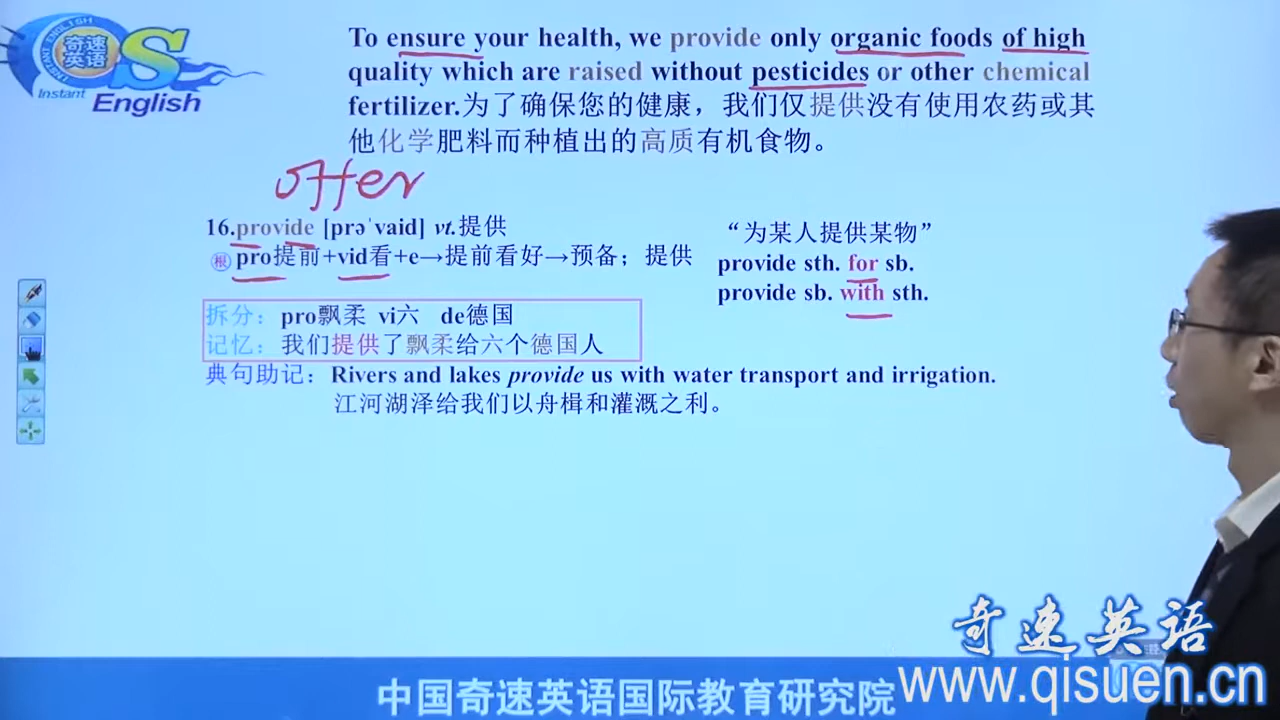 INSTANT ENGLISH
奇速
英语
S
Instant
English
To ensure your health, we provide only organic foods of high
quality which are raised without pesticides or other chemical
fertilizer.为了确保您的健康，我们仅提供没有使用农药或其
他化学肥料而种植出的高质有机食物。
offer
16.provide [prəˈvaid] vt.提供
“为某人提供某物”
根 pro提前+vid看+e→提前看好→预备；提供
provide sth. for sb.
provide sb. with sth.
拆分：pro飘柔 vi六 de德国
记忆：我们提供了飘柔给六个德国人
典句助记：Rivers and lakes provide us with water transport and irrigation.
江河湖泽给我们以舟楫和灌溉之利。
奇速英语
中国奇速英语国际教育研究院
www.qisuen.cn